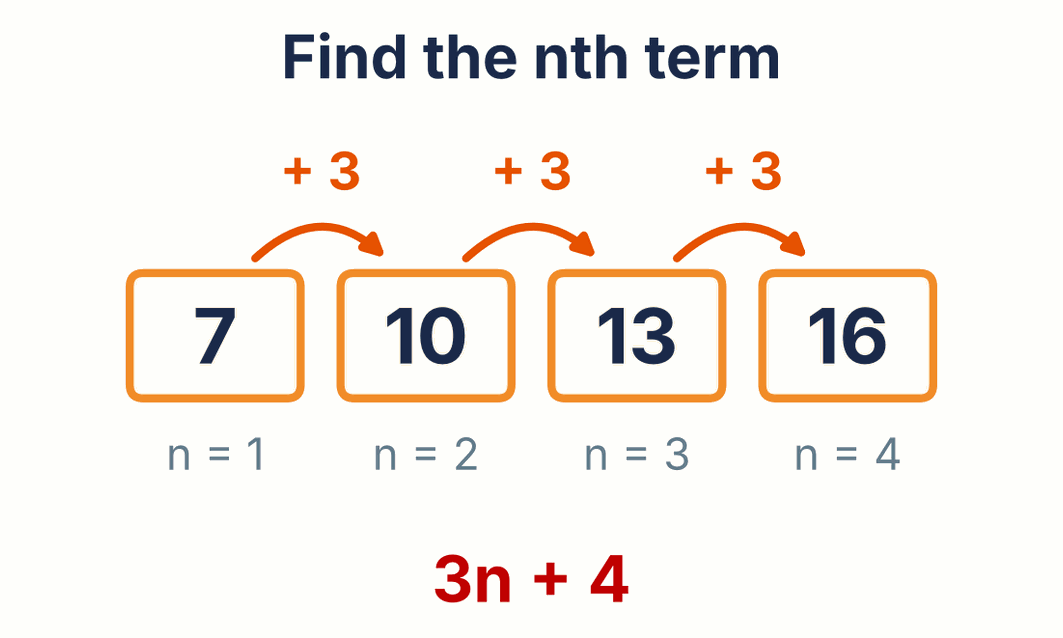 Find the nth term
+ 3 + 3 + 3
7 10 13 16
n = 1 n = 2 n = 3 n = 4
3n + 4